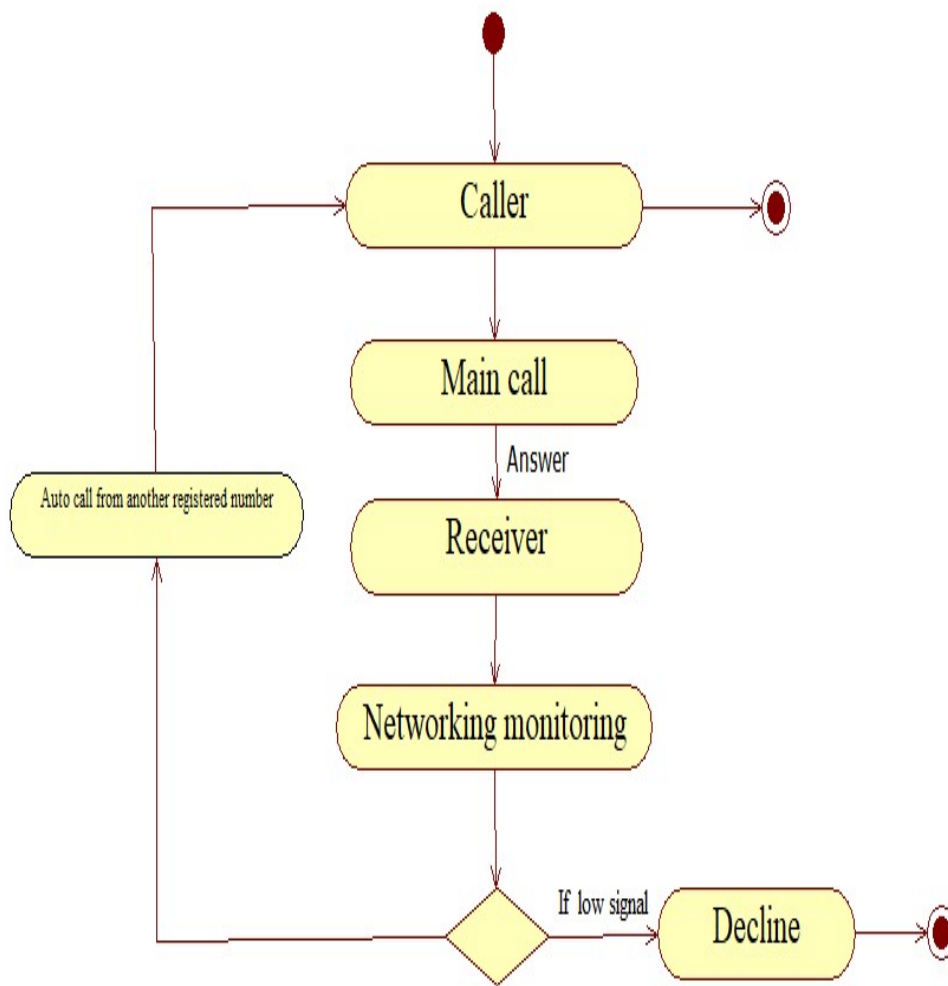 Caller
Main call
Answer
Auto call from another registered number
Receiver
Networking monitoring
If low signal
Decline